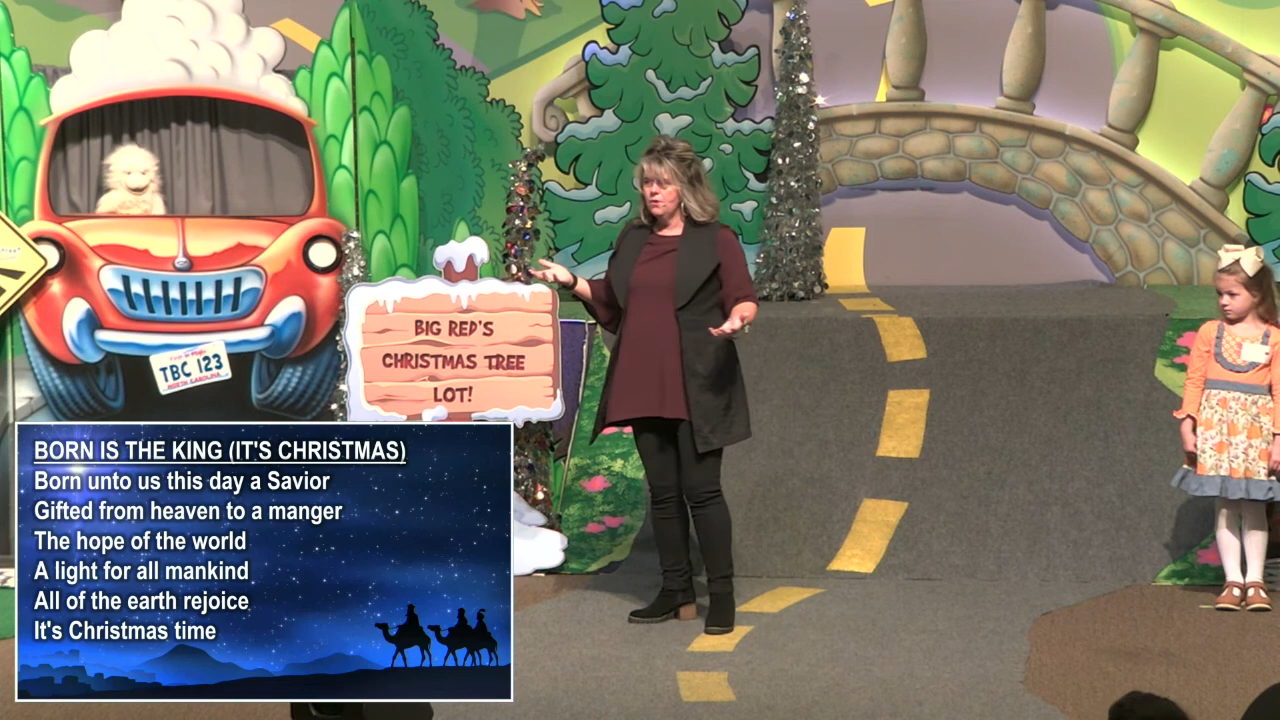 BIG RED'S
CHRISTMAS TREE
LOT!
TBC 123
NORTH CAROLINA
BORN IS THE KING (IT'S CHRISTMAS)
Born unto us this day a Savior
Gifted from heaven to a manger
The hope of the world
A light for all mankind
All of the earth rejoice
It's Christmas time